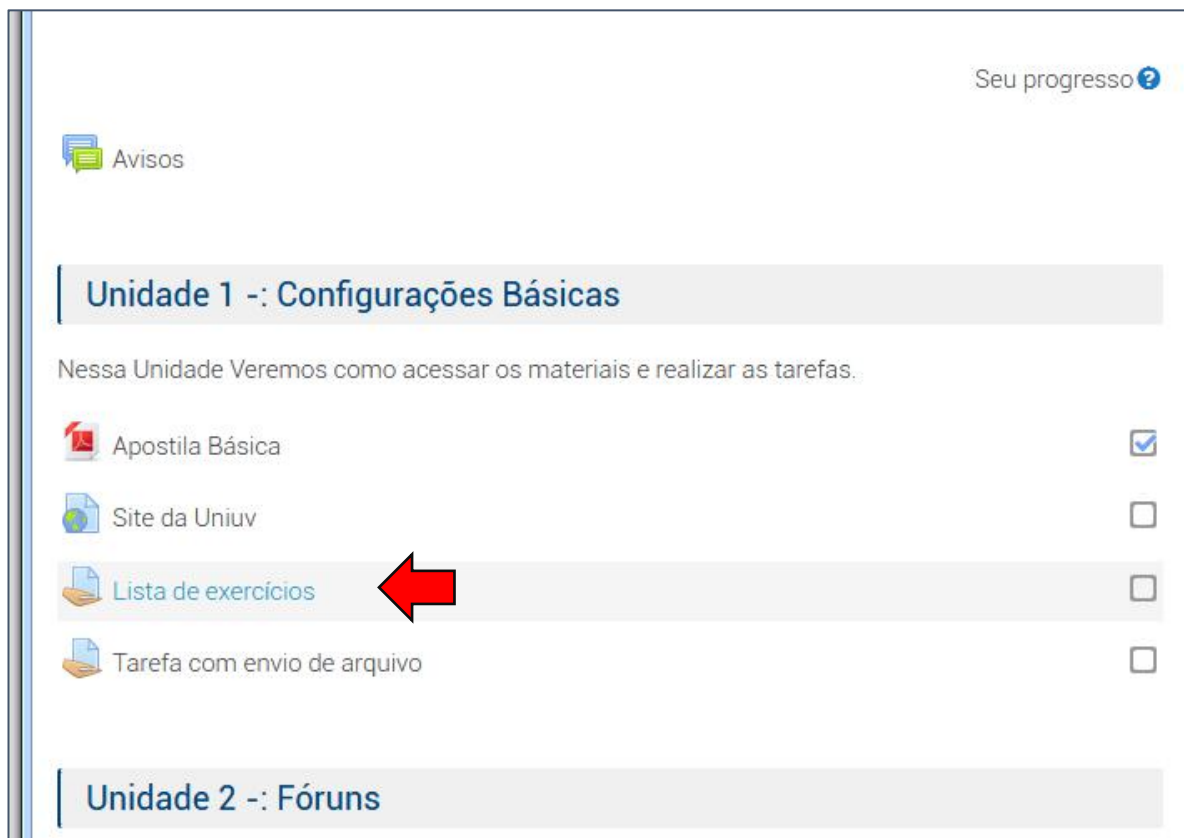 Seu progresso
Avisos
Unidade 1 -: Configurações Básicas
Nessa Unidade Veremos como acessar os materiais e realizar as tarefas.
Apostila Básica
Site da Uniuv
Lista de exercícios
Tarefa com envio de arquivo
Unidade 2 -: Fóruns